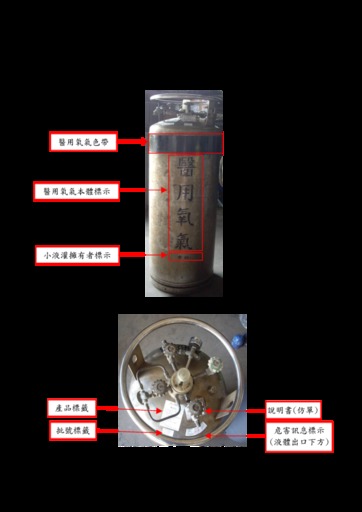 醫用氧氣色帶
醫用氧氣本體標示
醫用氧氣
小液灌擁有者標示
產品標籤
批號標籤
說明書(仿單)
危害訊息標示
(液體出口下方)